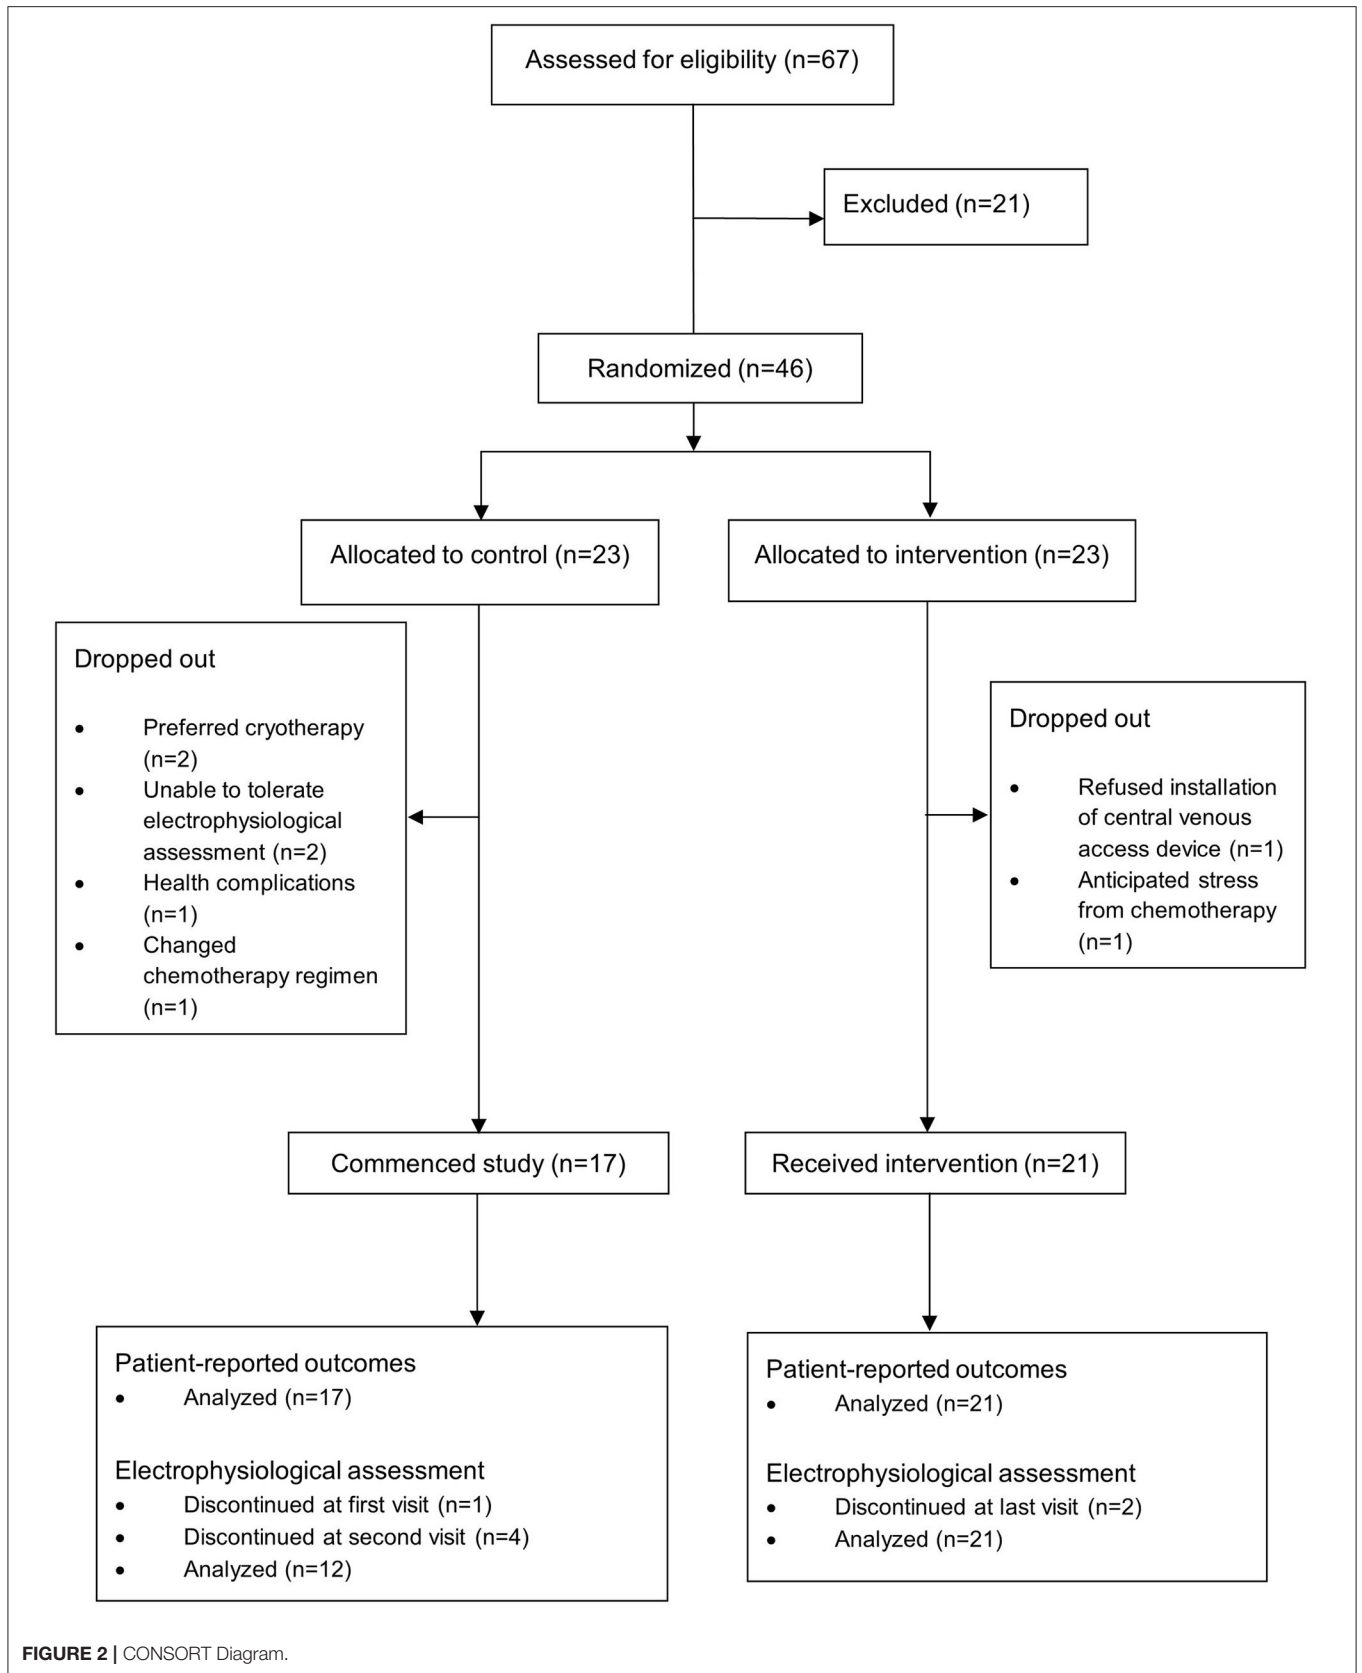 Assessed for eligibility (n=67)
Excluded (n=21)
Randomized (n=46)
Allocated to control (n=23)
Allocated to intervention (n=23)
Dropped out
• Preferred cryotherapy
(n=2)
• Unable to tolerate
electrophysiological
assessment (n=2)
• Health complications
(n=1)
• Changed
chemotherapy regimen
(n=1)
Dropped out
• Refused installation
of central venous
access device (n=1)
• Anticipated stress
from chemotherapy
(n=1)
Commenced study (n=17)
Received intervention (n=21)
Patient-reported outcomes
• Analyzed (n=17)
Electrophysiological assessment
• Discontinued at first visit (n=1)
• Discontinued at second visit (n=4)
• Analyzed (n=12)
Patient-reported outcomes
• Analyzed (n=21)
Electrophysiological assessment
• Discontinued at last visit (n=2)
• Analyzed (n=21)
FIGURE 2 | CONSORT Diagram.